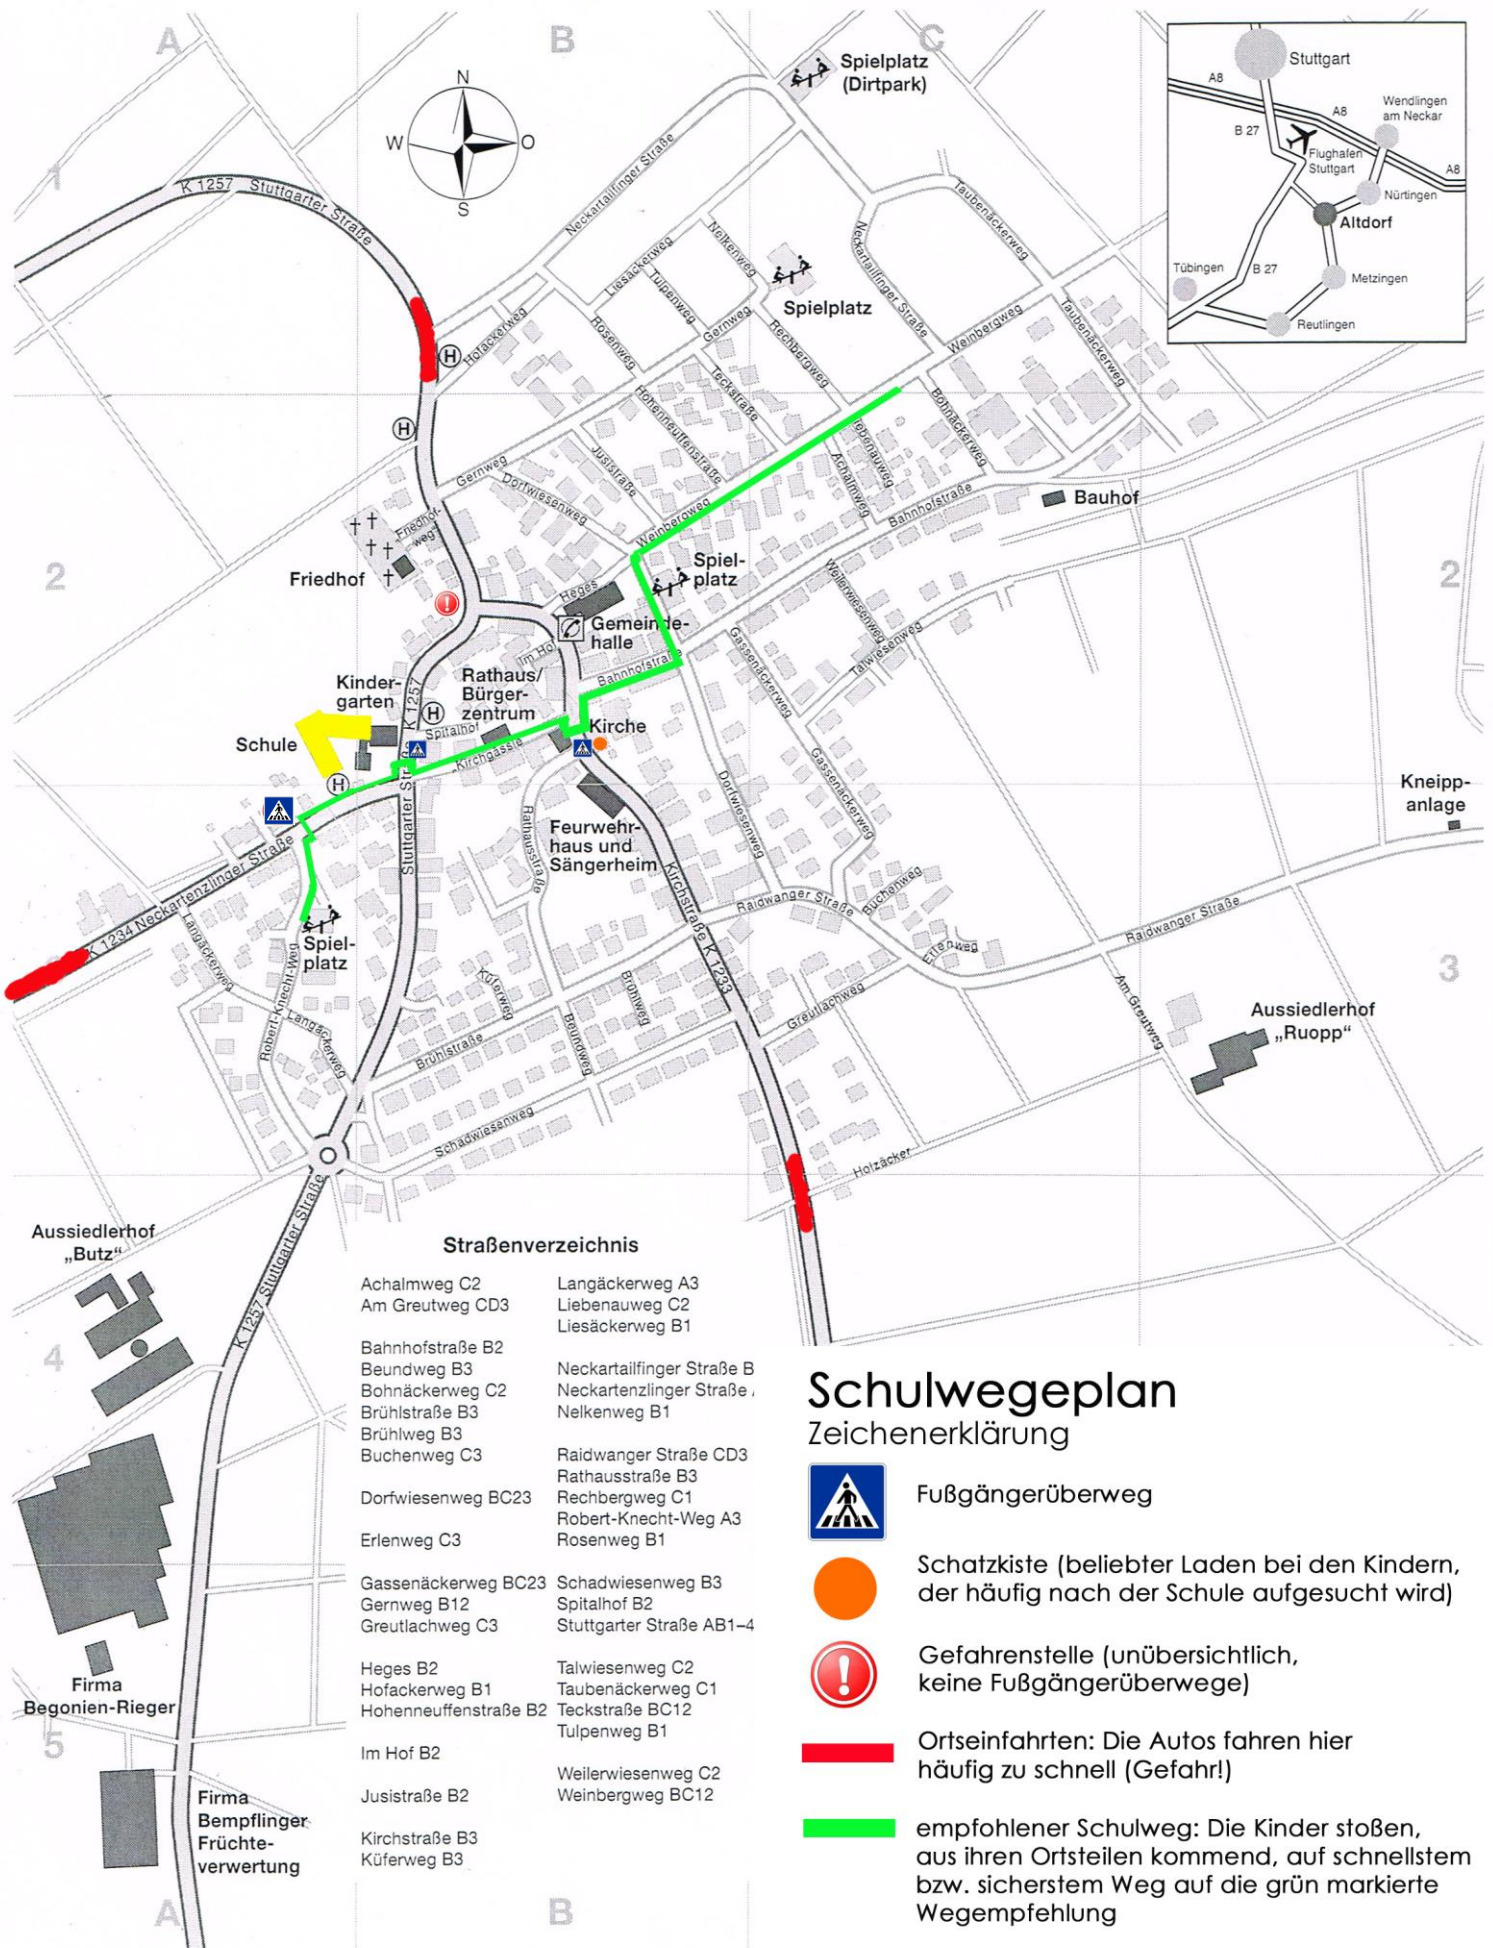 A
B
C
N
W
O
S
Spielplatz
(Dirtpark)
Stuttgart
A8
A8
Wendlingen
am Neckar
B 27
Flughafen
Stuttgart
A8
Nürtingen
Altdorf
Tübingen
B 27
Metzingen
Reutlingen
1
K 1257 Stuttgarter Straße
Neckartailfinger Straße
Taubenäckerweg
Neckartailfinger Straße
Nelkenweg
Liesäckerweg
Tulpenweg
Spielplatz
Hofäckerweg
Rosenweg
Gernweg
Rechbergweg
Weinbergweg
Taubenäckerweg
H
H
Teckstraße
Hohenneuffenstraße
Bohnäckerweg
Gernweg
Jusistraße
Dorfwiesenweg
Achalmweg
Weinbergweg
Bahnhofstraße
Bauhof
Friedhof-
weg
Friedhof
2
2
Spiel-
platz
Heges
Gemeinde-
halle
Weilerwiesenweg
Talwiesenweg
Im Hof
Bahnhofstraße
Gassenäckerweg
Kinder-
garten
K 1257
Rathaus/
Bürger-
zentrum
H
Spitalhof
Kirche
Schule
„Kirchgässle“
H
Gassenäckerweg
Dorfwiesenweg
Kneipp-
anlage
Stuttgarter Straße
Rathausstraße
Feurwehr-
haus und
Sängerheim
K 1234 Neckartenzlinger Straße
Kirchstraße K 1233
Raidwanger Straße
Buchenweg
Erlenweg
Raidwanger Straße
Spiel-
platz
Langäckerweg
Robert-Knecht-Weg
Langäckerweg
Küferweg
Brühlweg
Beundweg
Brühlstraße
Greutlachweg
Am Greutweg
3
Aussiedlerhof
„Ruopp“
Schadwiesenweg
Holzäcker
Aussiedlerhof
„Butz“
K 1257 Stuttgarter Straße
4
Firma
Begonien-Rieger
5
Firma
Bempflinger
Früchte-
verwertung
A
B
Straßenverzeichnis
Achalmweg C2
Am Greutweg CD3
Bahnhofstraße B2
Beundweg B3
Bohnäckerweg C2
Brühlstraße B3
Brühlweg B3
Buchenweg C3
Dorfwiesenweg BC23
Erlenweg C3
Gassenäckerweg BC23
Gernweg B12
Greutlachweg C3
Heges B2
Hofackerweg B1
Hohenneuffenstraße B2
Im Hof B2
Jusistraße B2
Kirchstraße B3
Küferweg B3
Langäckerweg A3
Liebenauweg C2
Liesäckerweg B1
Neckartailfinger Straße B
Neckartenzlinger Straße
Nelkenweg B1
Raidwanger Straße CD3
Rathausstraße B3
Rechbergweg C1
Robert-Knecht-Weg A3
Rosenweg B1
Schadwiesenweg B3
Spitalhof B2
Stuttgarter Straße AB1–4
Talwiesenweg C2
Taubenäckerweg C1
Teckstraße BC12
Tulpenweg B1
Weilerwiesenweg C2
Weinbergweg BC12
Schulwegeplan
Zeichenerklärung
Fußgängerüberweg
Schatzkiste (beliebter Laden bei den Kindern,
der häufig nach der Schule aufgesucht wird)
Gefahrenstelle (unübersichtlich,
keine Fußgängerüberwege)
Ortseinfahrten: Die Autos fahren hier
häufig zu schnell (Gefahr!)
empfohlener Schulweg: Die Kinder stoßen,
aus ihren Ortsteilen kommend, auf schnellstem
bzw. sicherstem Weg auf die grün markierte
Wegempfehlung